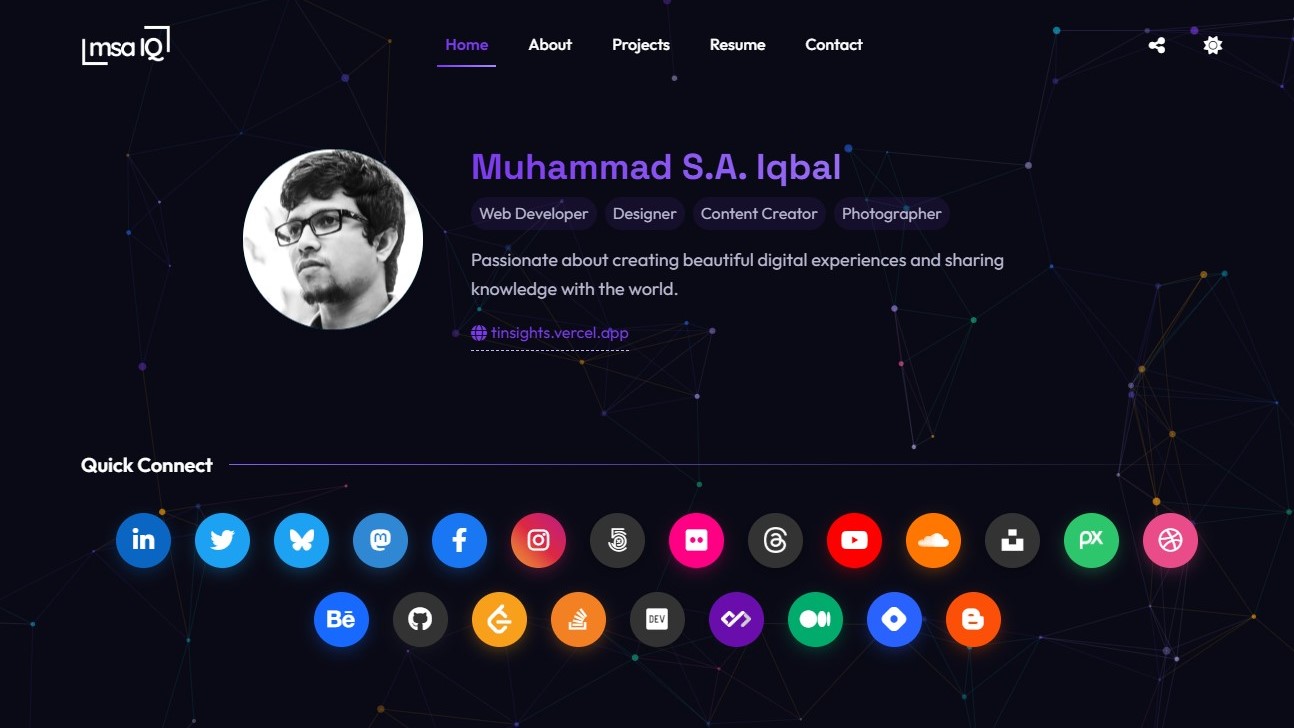 msa IQ
Home About Projects Resume Contact
Muhammad S.A. Iqbal
Web Developer Designer Content Creator Photographer
Passionate about creating beautiful digital experiences and sharing
knowledge with the world.
tinsights.vercel.app
Quick Connect
in 5 px
Bē DEV